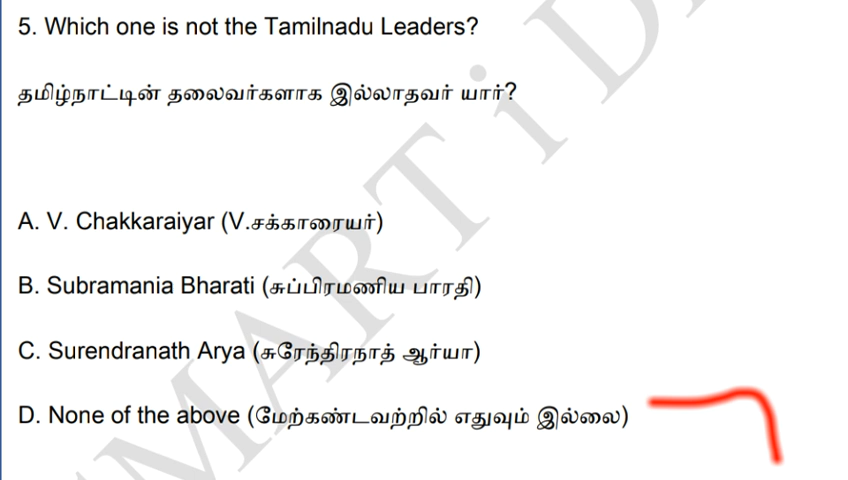 5. Which one is not the Tamilnadu Leaders?
தமிழ்நாட்டின் தலைவர்களாக இல்லாதவர் யார்?
A. V. Chakkaraiyar (V.சக்காரையர்)
B. Subramania Bharati (சுப்பிரமணிய பாரதி)
C. Surendranath Arya (சுரேந்திரநாத் ஆர்யா)
D. None of the above (மேற்கண்டவற்றில் எதுவும் இல்லை)